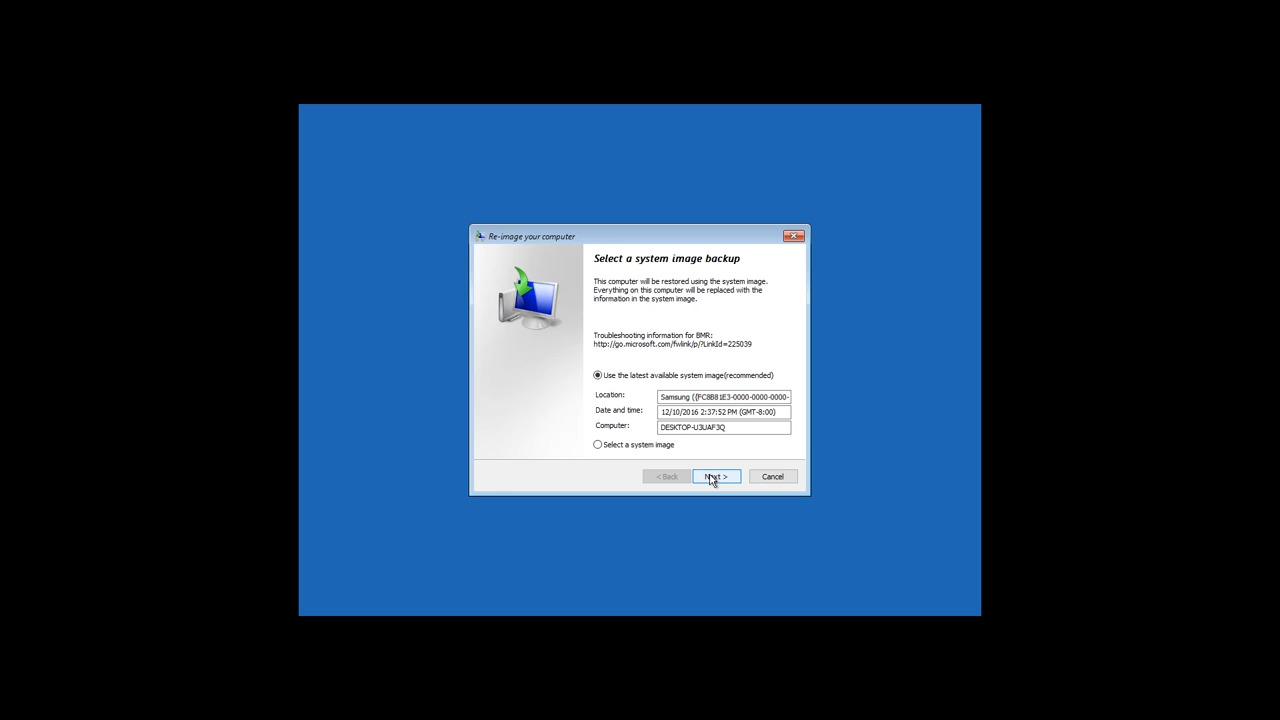 Re-image your computer
Select a system image backup
This computer will be restored using the system image.
Everything on this computer will be replaced with the
information in the system image.
Troubleshooting information for BMR:
http://go.microsoft.com/fwlink/p/?LinkId=225039
Use the latest available system image(recommended)
Location: Samsung ({FC8B81E3-0000-0000-0000-
Date and time: 12/10/2016 2:37:52 PM (GMT-8:00)
Computer: DESKTOP-U3UAF3Q
Select a system image
< Back Next > Cancel